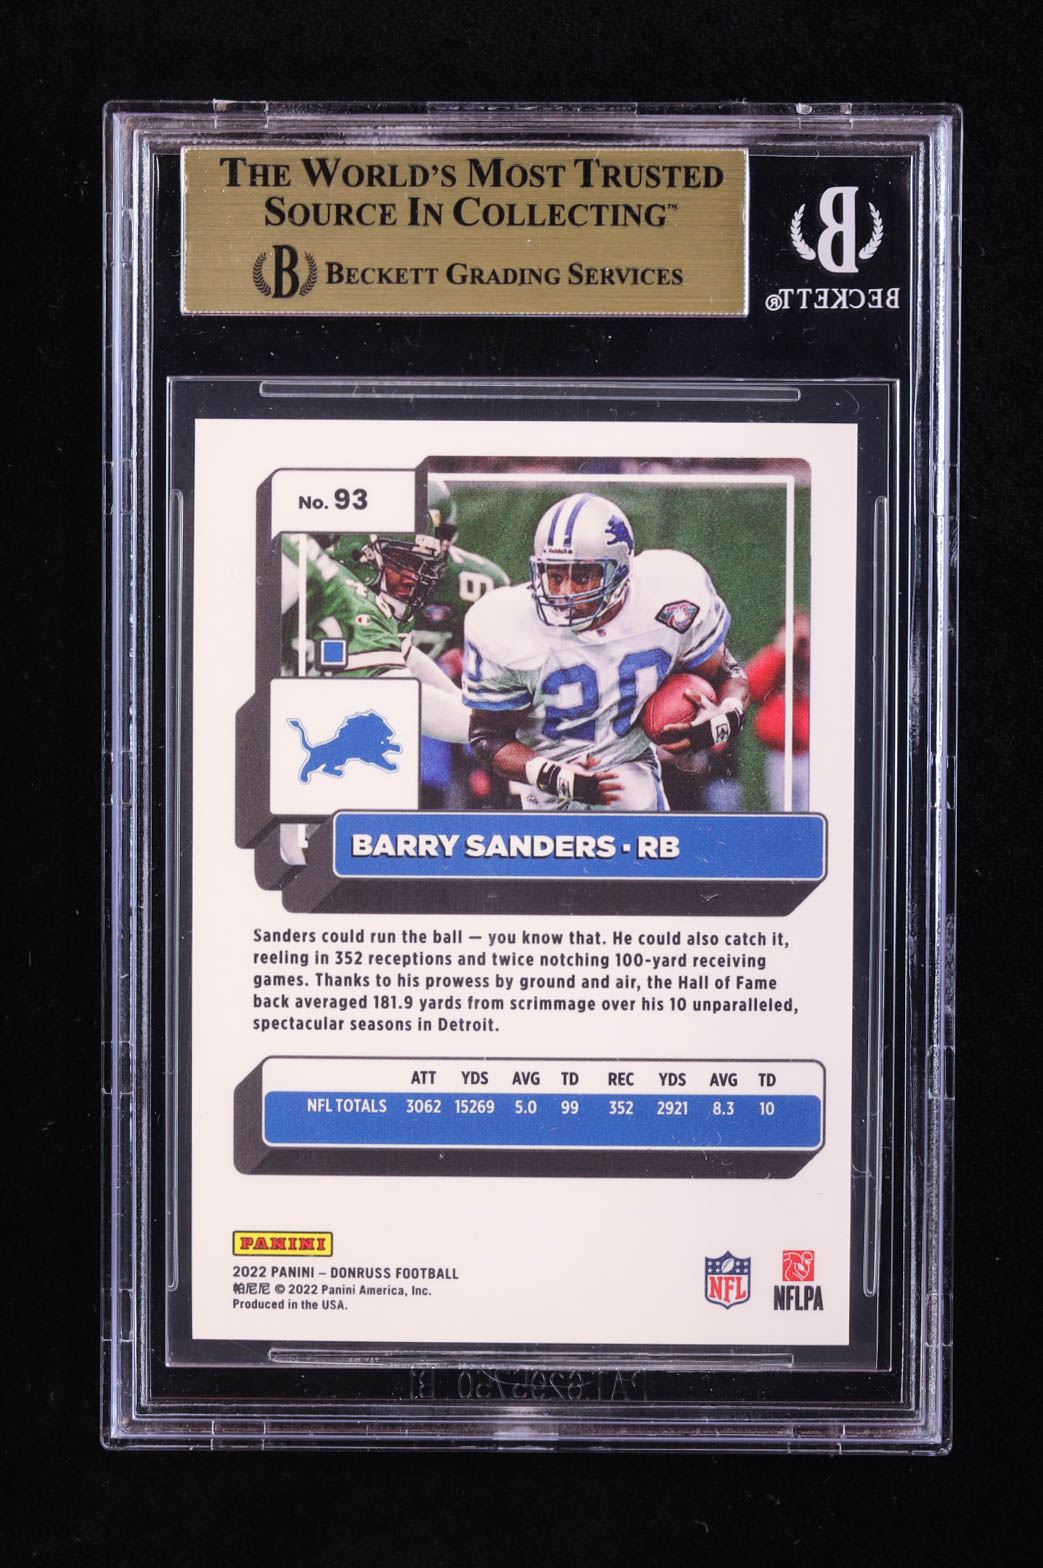 THE WORLD'S MOST TRUSTED
SOURCE IN COLLECTING™
B BECKETT GRADING SERVICES
B
BECKETT®
No. 93
20
BARRY SANDERS · RB
Sanders could run the ball — you know that. He could also catch it,
reeling in 352 receptions and twice notching 100-yard receiving
games. Thanks to his prowess by ground and air, the Hall of Fame
back averaged 181.9 yards from scrimmage over his 10 unparalleled,
spectacular seasons in Detroit.
ATT YDS AVG TD REC YDS AVG TD
NFL TOTALS 3062 15269 5.0 99 352 2921 8.3 10
PANINI
2022 PANINI – DONRUSS FOOTBALL
帕尼尼 © 2022 Panini America, Inc.
Produced in the USA.
NFL
NFLPA